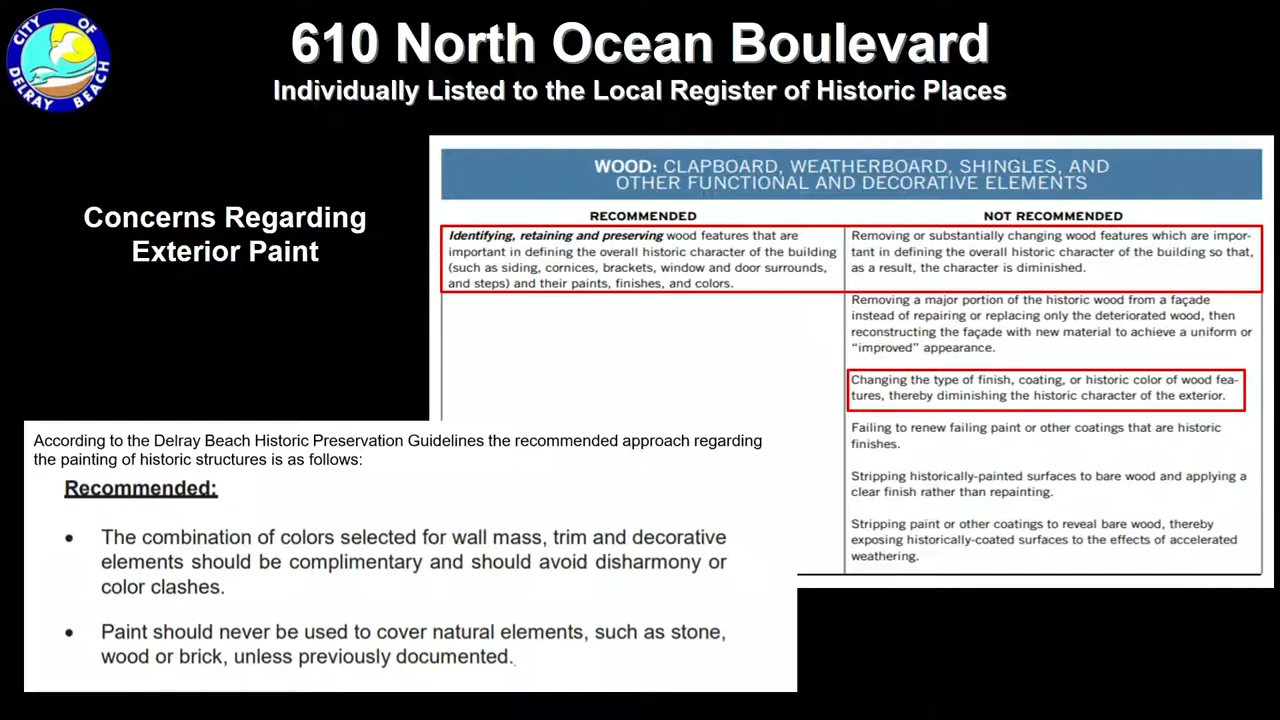 CITY OF
DELRAY BEACH
610 North Ocean Boulevard
Individually Listed to the Local Register of Historic Places
Concerns Regarding
Exterior Paint
WOOD: CLAPBOARD, WEATHERBOARD, SHINGLES, AND
OTHER FUNCTIONAL AND DECORATIVE ELEMENTS
RECOMMENDED
Identifying, retaining and preserving wood features that are
important in defining the overall historic character of the building
(such as siding, cornices, brackets, window and door surrounds,
and steps) and their paints, finishes, and colors.
NOT RECOMMENDED
Removing or substantially changing wood features which are impor-
tant in defining the overall historic character of the building so that,
as a result, the character is diminished.
Removing a major portion of the historic wood from a façade
instead of repairing or replacing only the deteriorated wood, then
reconstructing the façade with new material to achieve a uniform or
“improved” appearance.
Changing the type of finish, coating, or historic color of wood fea-
tures, thereby diminishing the historic character of the exterior.
Failing to renew failing paint or other coatings that are historic
finishes.
Stripping historically-painted surfaces to bare wood and applying a
clear finish rather than repainting.
Stripping paint or other coatings to reveal bare wood, thereby
exposing historically-coated surfaces to the effects of accelerated
weathering.
According to the Delray Beach Historic Preservation Guidelines the recommended approach regarding
the painting of historic structures is as follows:
Recommended:
• The combination of colors selected for wall mass, trim and decorative
elements should be complimentary and should avoid disharmony or
color clashes.
• Paint should never be used to cover natural elements, such as stone,
wood or brick, unless previously documented.